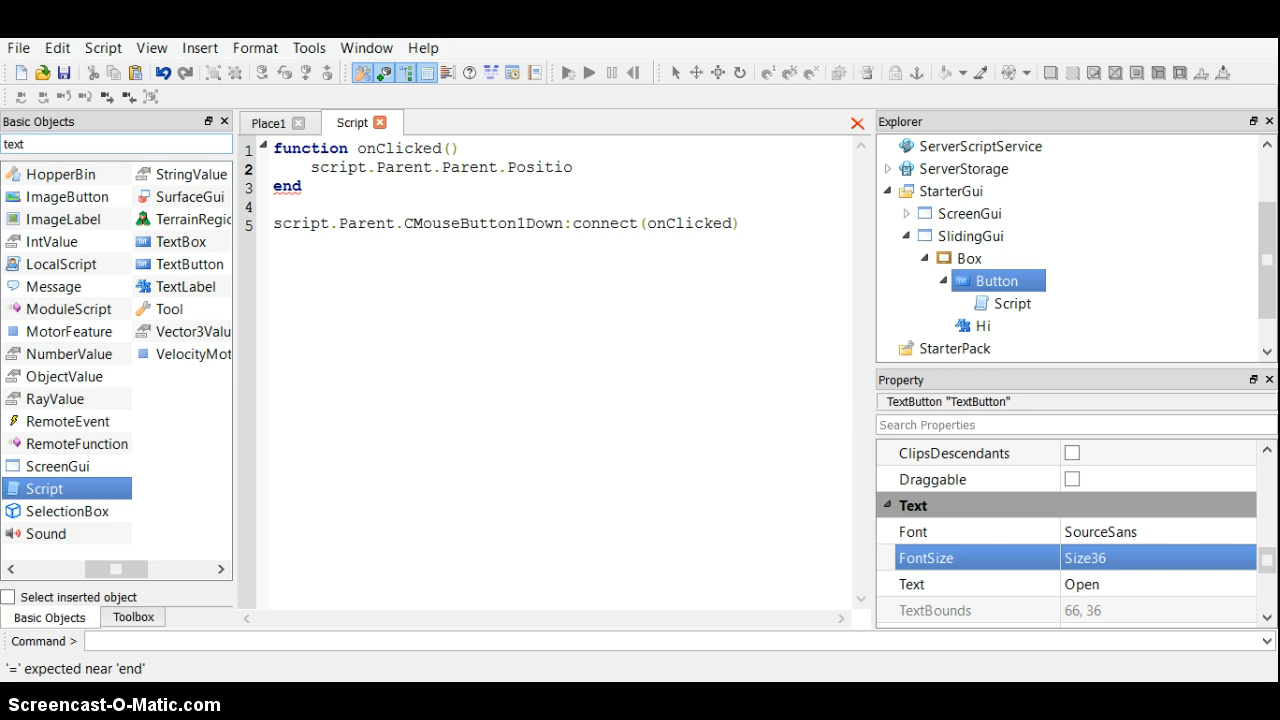 File Edit Script View Insert Format Tools Window Help
Basic Objects
text
HopperBin
ImageButton
ImageLabel
IntValue
LocalScript
Message
ModuleScript
MotorFeature
NumberValue
ObjectValue
RayValue
RemoteEvent
RemoteFunction
ScreenGui
Script
SelectionBox
Sound
StringValue
SurfaceGui
TerrainRegic
TextBox
TextButton
TextLabel
Tool
Vector3Valu
VelocityMot
Select inserted object
Basic Objects Toolbox
Place1 Script
1 function onClicked()
2 script.Parent.Parent.Positio
3 end
4
5 script.Parent.CMouseButton1Down:connect(onClicked)
Explorer
ServerScriptService
ServerStorage
StarterGui
ScreenGui
SlidingGui
Box
Button
Script
Hi
StarterPack
Property
TextButton "TextButton"
Search Properties
ClipsDescendants
Draggable
Text
Font SourceSans
FontSize Size36
Text Open
TextBounds 66, 36
Command >
'=' expected near 'end'
Screencast-O-Matic.com